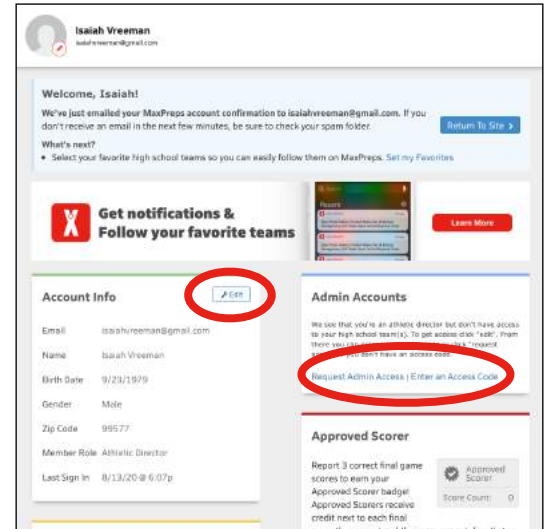 Isaiah Vreeman
isaiahvreeman@gmail.com
Welcome, Isaiah!
We've just emailed your MaxPreps account confirmation to isaiahvreeman@gmail.com. If you
don't receive an email in the next few minutes, be sure to check your spam folder.
Return To Site >
What's next?
• Select your favorite high school teams so you can easily follow them on MaxPreps. Set my Favorites
Get notifications &
Follow your favorite teams
Learn More
Account Info
Edit
Email isaiahvreeman@gmail.com
Name Isaiah Vreeman
Birth Date 9/23/1979
Gender Male
Zip Code 99577
Member Role Athletic Director
Last Sign In 8/13/20 @ 6:07p
Admin Accounts
We see that you're an athletic director but don't have access
to your high school team(s). To get access click "edit". From
there you can click "request
you don't have an access code.
Request Admin Access | Enter an Access Code
Approved Scorer
Report 3 correct final game
scores to earn your
Approved Scorer badge!
Approved Scorers receive
credit next to each final
Approved
Scorer
Score Count: 0